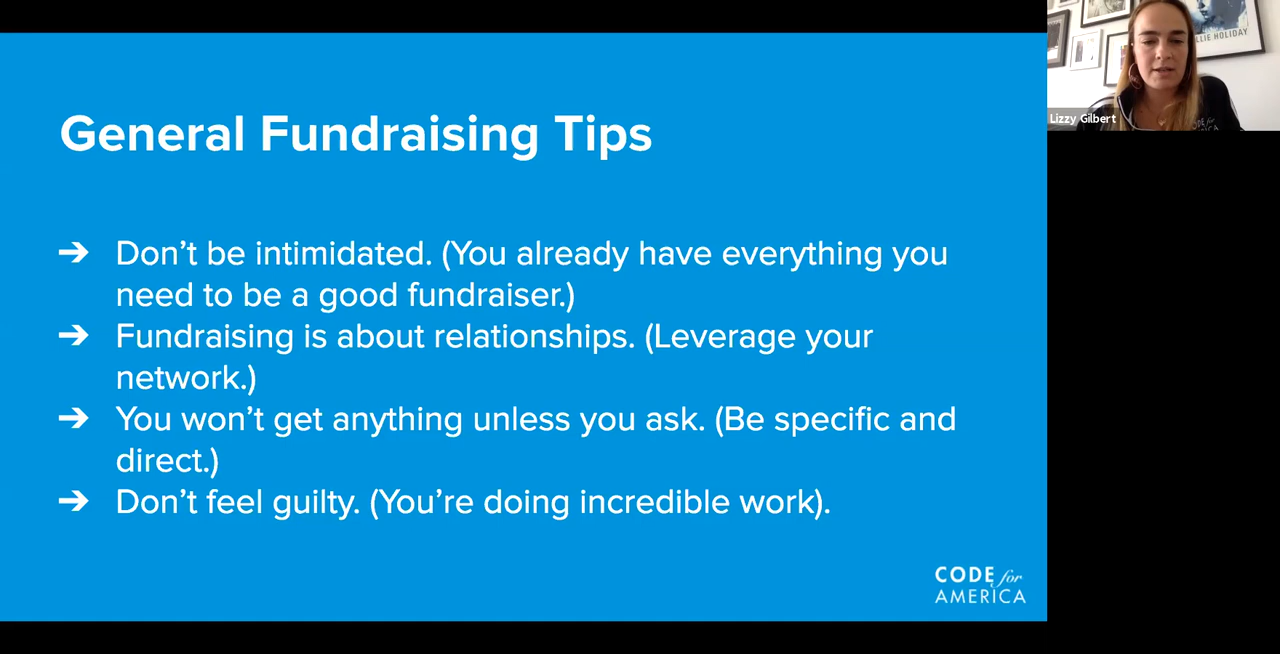 General Fundraising Tips
➔ Don’t be intimidated. (You already have everything you
need to be a good fundraiser.)
➔ Fundraising is about relationships. (Leverage your
network.)
➔ You won’t get anything unless you ask. (Be specific and
direct.)
➔ Don’t feel guilty. (You’re doing incredible work).
CODE for
AMERICA
LIE HOLIDAY
Lizzy Gilbert